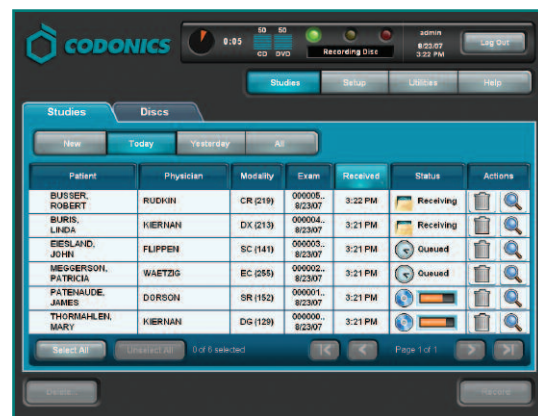 CODONICS
0:05
50 50
CD DVD
Recording Disc
admin
8/23/07
3:22 PM
Log Out
Studies Setup Utilities Help
Studies Discs
New Today Yesterday All
Patient Physician Modality Exam Received Status Actions
BUSSER, ROBERT RUDKIN CR (219) 000005.. 8/23/07 3:22 PM Receiving
BURIS, LINDA KIERNAN DX (213) 000004.. 8/23/07 3:21 PM Receiving
EIESLAND, JOHN FLIPPEN SC (141) 000003.. 8/23/07 3:21 PM Queued
MEGGERSON, PATRICIA WAETZIG EC (255) 000002.. 8/23/07 3:21 PM Queued
PATENAUDE, JAMES DORSON SR (152) 000001.. 8/23/07 3:21 PM
THORMAHLEN, MARY KIERNAN DG (129) 000000.. 8/23/07 3:21 PM
Select All Unselect All 0 of 6 selected Page 1 of 1
Delete... Record